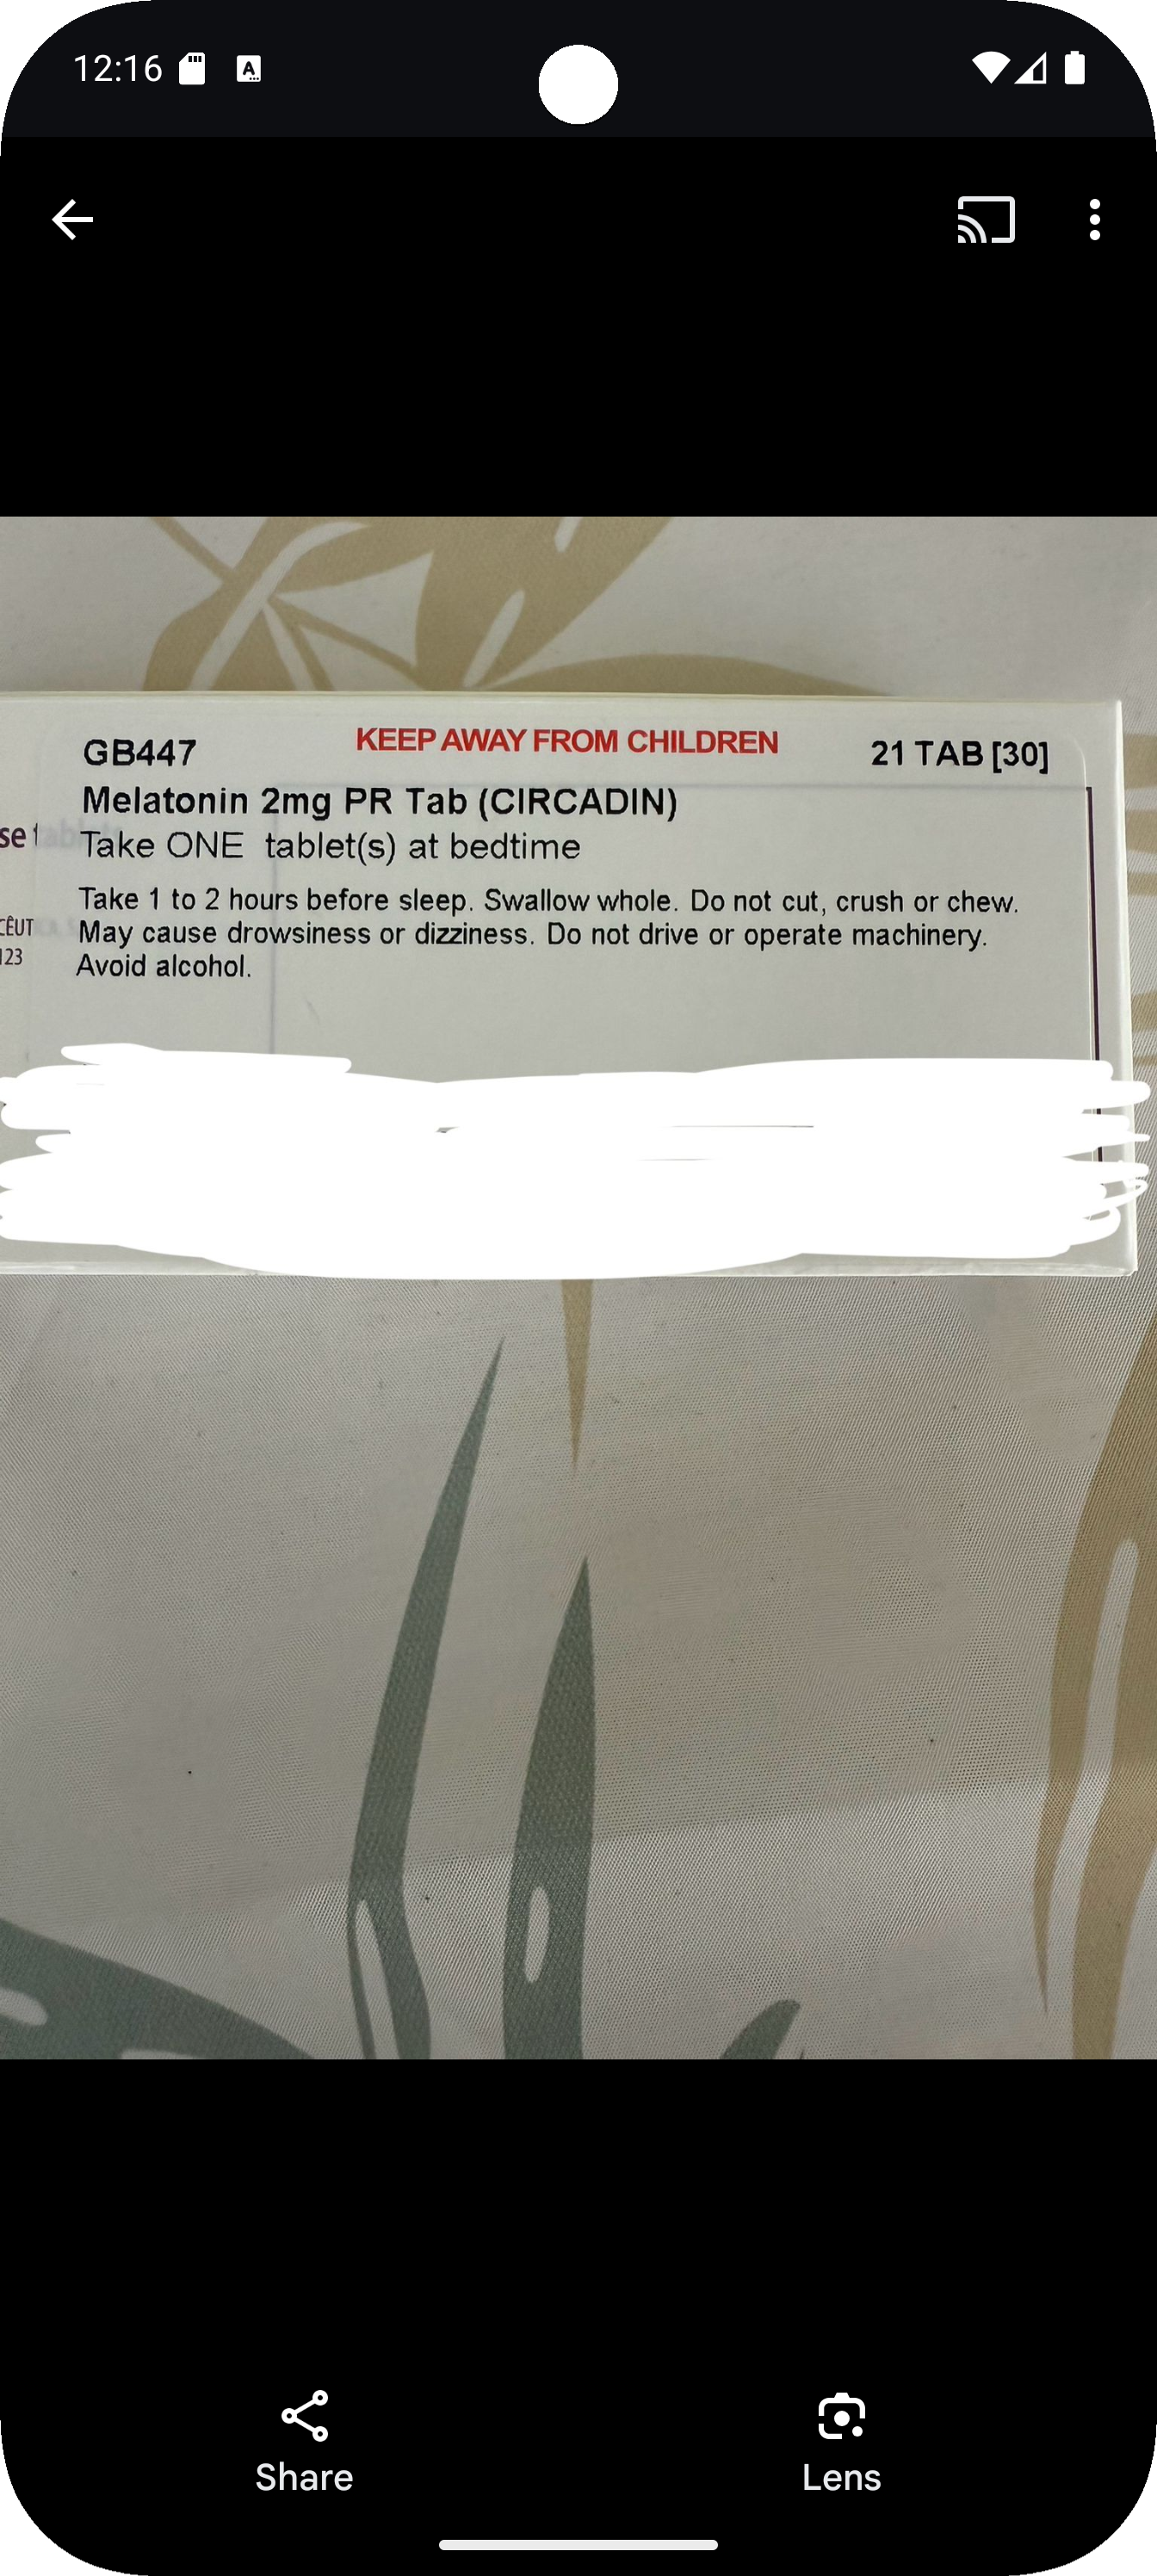 12:16
GB447
KEEP AWAY FROM CHILDREN
21 TAB [30]
Melatonin 2mg PR Tab (CIRCADIN)
Take ONE tablet(s) at bedtime
Take 1 to 2 hours before sleep. Swallow whole. Do not cut, crush or chew.
May cause drowsiness or dizziness. Do not drive or operate machinery.
Avoid alcohol.
se
CÊUT
123
Share
Lens